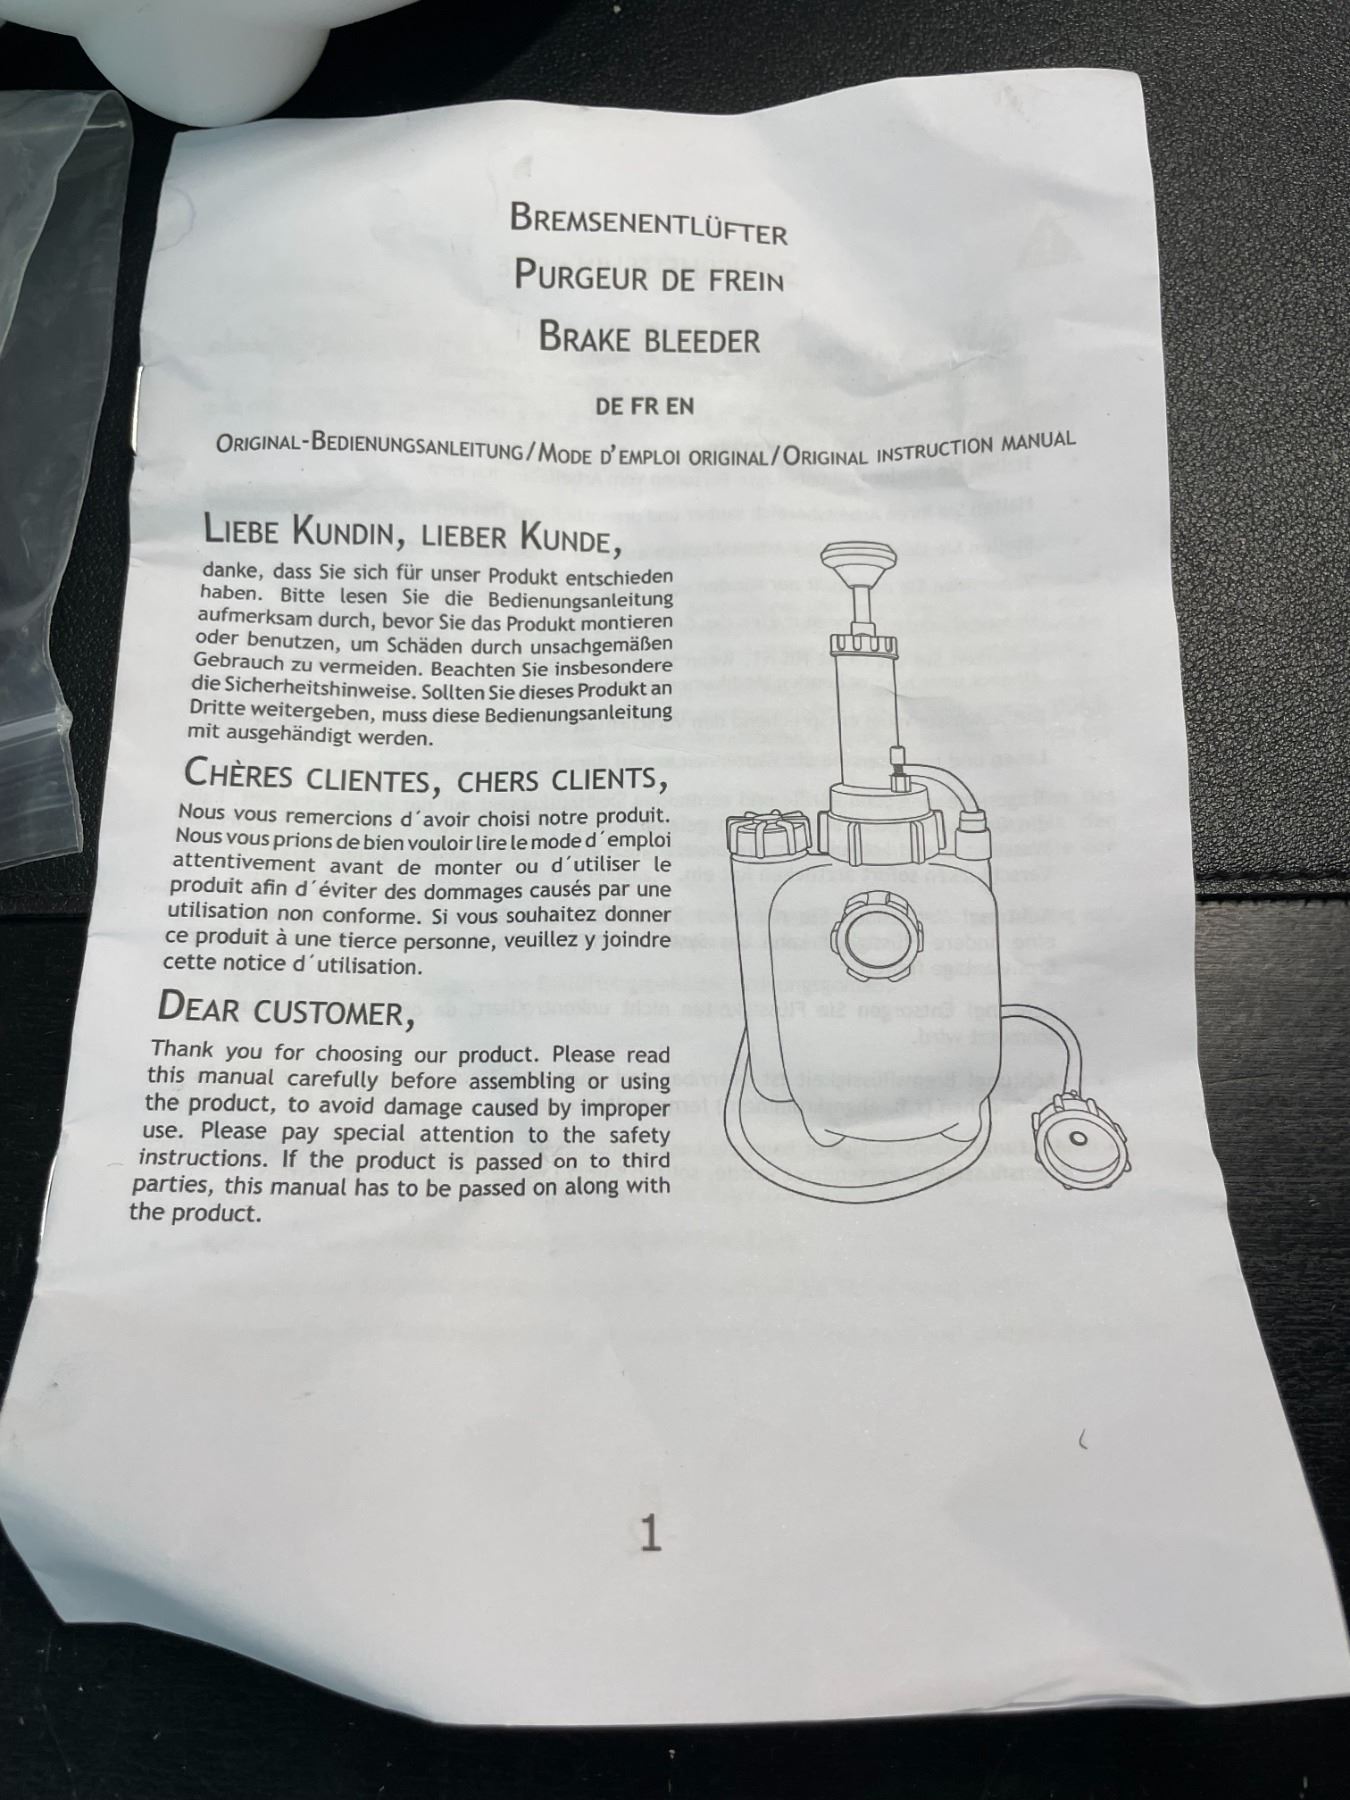 BREMSENENTLÜFTER
PURGEUR DE FREIN
BRAKE BLEEDER
DE FR EN
ORIGINAL-BEDIENUNGSANLEITUNG/MODE D'EMPLOI ORIGINAL/ORIGINAL INSTRUCTION MANUAL
LIEBE KUNDIN, LIEBER KUNDE,
danke, dass Sie sich für unser Produkt entschieden
haben. Bitte lesen Sie die Bedienungsanleitung
aufmerksam durch, bevor Sie das Produkt montieren
oder benutzen, um Schäden durch unsachgemäßen
Gebrauch zu vermeiden. Beachten Sie insbesondere
die Sicherheitshinweise. Sollten Sie dieses Produkt an
Dritte weitergeben, muss diese Bedienungsanleitung
mit ausgehändigt werden.
CHÈRES CLIENTES, CHERS CLIENTS,
Nous vous remercions d´avoir choisi notre produit.
Nous vous prions de bien vouloir lire le mode d´emploi
attentivement avant de monter ou d´utiliser le
produit afin d´éviter des dommages causés par une
utilisation non conforme. Si vous souhaitez donner
ce produit à une tierce personne, veuillez y joindre
cette notice d´utilisation.
DEAR CUSTOMER,
Thank you for choosing our product. Please read
this manual carefully before assembling or using
the product, to avoid damage caused by improper
use. Please pay special attention to the safety
instructions. If the product is passed on to third
parties, this manual has to be passed on along with
the product.
1